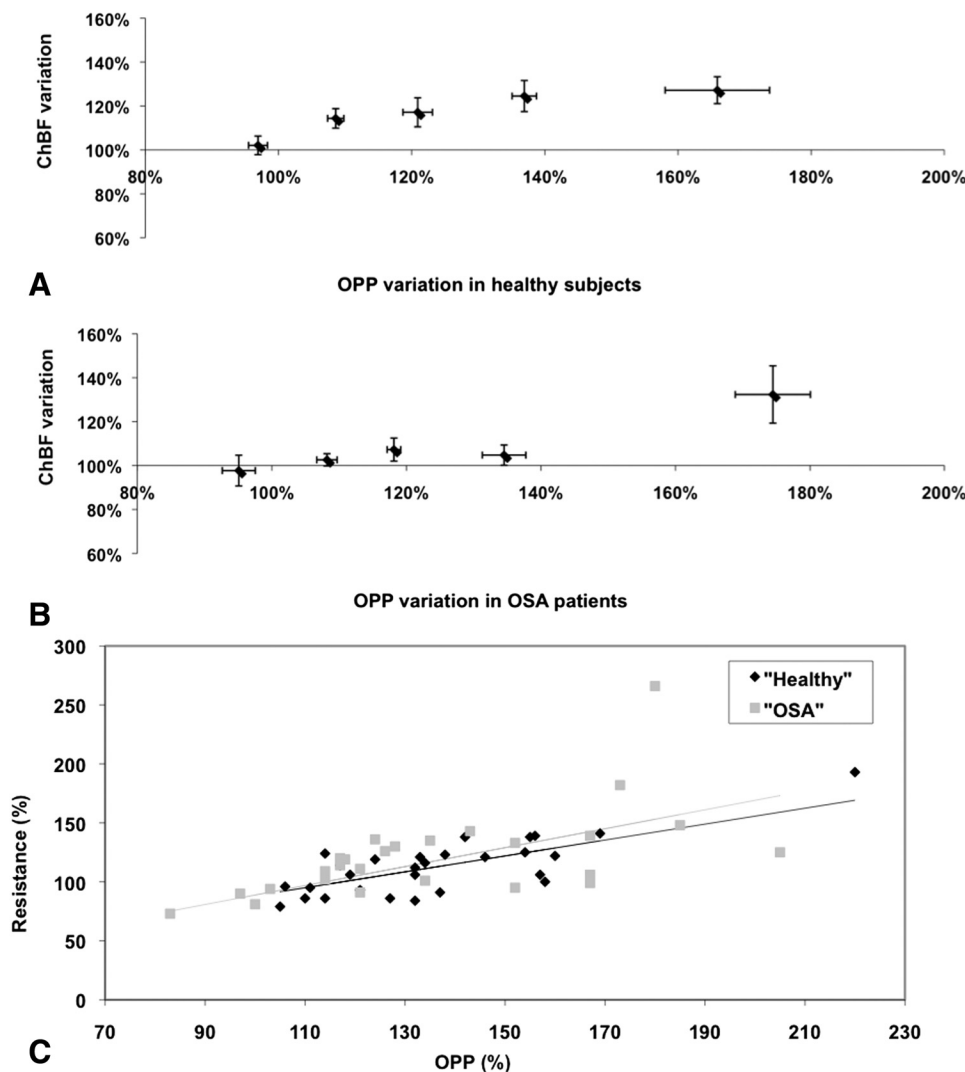 160%
140%
120%
100%
80%
60%
ChBF variation
80% 100% 120% 140% 160% 180% 200%
A
OPP variation in healthy subjects
160%
140%
120%
100%
80%
60%
ChBF variation
80% 100% 120% 140% 160% 180% 200%
B
OPP variation in OSA patients
300
250
200
150
100
50
0
Resistance (%)
"Healthy"
"OSA"
70 90 110 130 150 170 190 210 230
C
OPP (%)